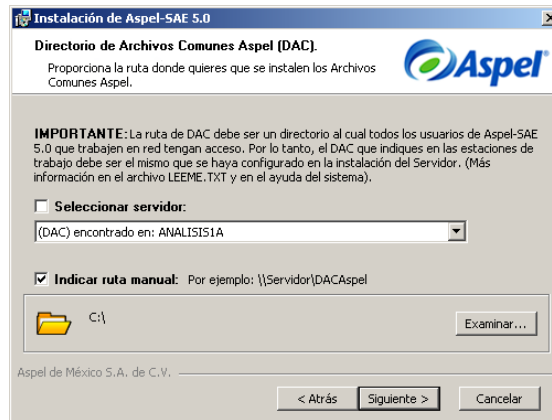 Instalación de Aspel-SAE 5.0
Directorio de Archivos Comunes Aspel (DAC).
Proporciona la ruta donde quieres que se instalen los Archivos
Comunes Aspel.
Aspel
IMPORTANTE: La ruta de DAC debe ser un directorio al cual todos los usuarios de Aspel-SAE
5.0 que trabajen en red tengan acceso. Por lo tanto, el DAC que indiques en las estaciones de
trabajo debe ser el mismo que se haya configurado en la instalación del Servidor. (Más
información en el archivo LEEME.TXT y en el ayuda del sistema).
Seleccionar servidor:
(DAC) encontrado en: ANALISIS1A
Indicar ruta manual: Por ejemplo: \\Servidor\DACAspel
C:\
Examinar...
Aspel de México S.A. de C.V.
< Atrás Siguiente > Cancelar